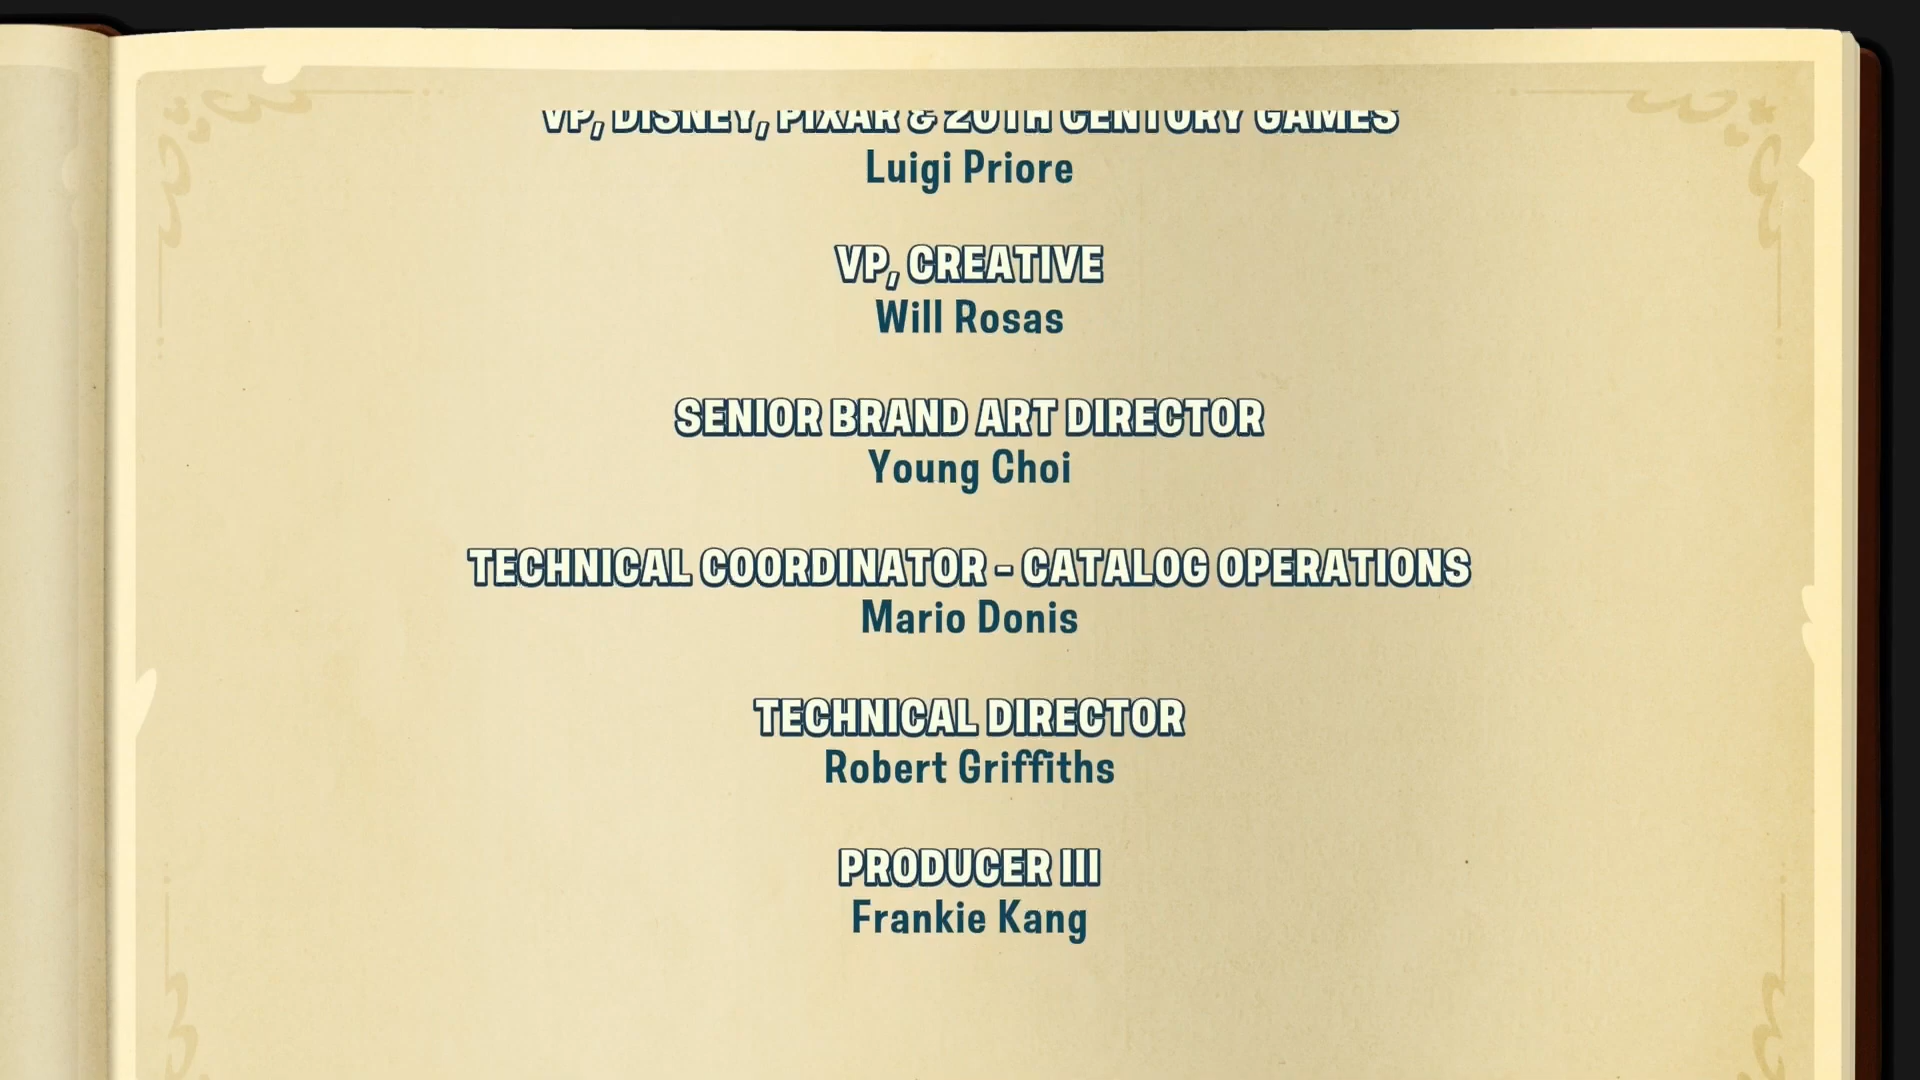 VP, DISNEY, PIXAR & 20TH CENTURY GAMES
Luigi Priore
VP, CREATIVE
Will Rosas
SENIOR BRAND ART DIRECTOR
Young Choi
TECHNICAL COORDINATOR - CATALOG OPERATIONS
Mario Donis
TECHNICAL DIRECTOR
Robert Griffiths
PRODUCER III
Frankie Kang